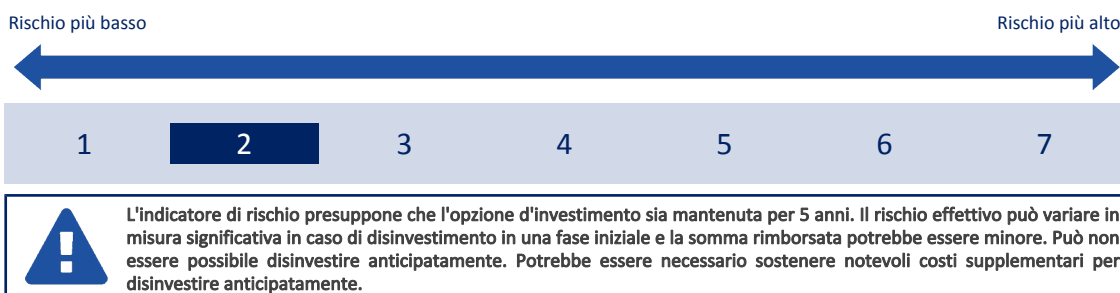 Rischio più basso Rischio più alto
1 2 3 4 5 6 7
L'indicatore di rischio presuppone che l'opzione d'investimento sia mantenuta per 5 anni. Il rischio effettivo può variare in
misura significativa in caso di disinvestimento in una fase iniziale e la somma rimborsata potrebbe essere minore. Può non
essere possibile disinvestire anticipatamente. Potrebbe essere necessario sostenere notevoli costi supplementari per
disinvestire anticipatamente.